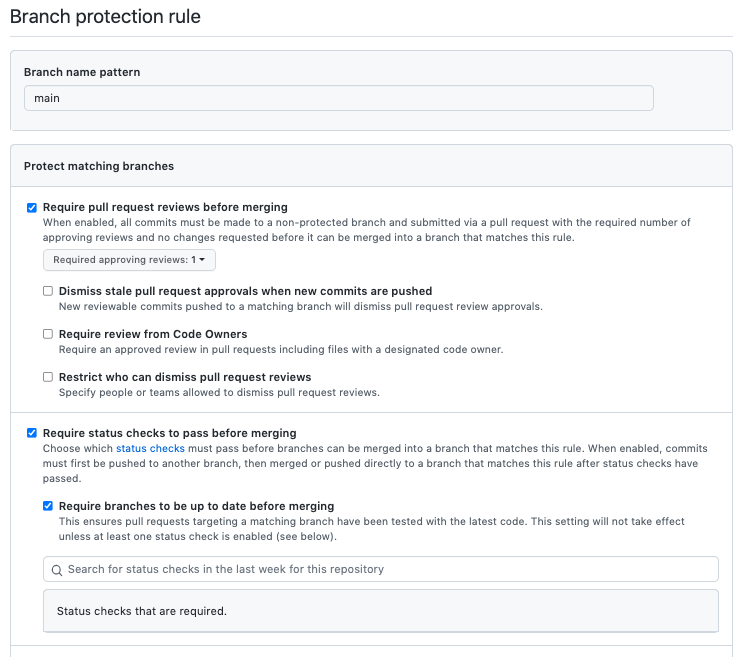 Branch protection rule
Branch name pattern
main
Protect matching branches
Require pull request reviews before merging
When enabled, all commits must be made to a non-protected branch and submitted via a pull request with the required number of
approving reviews and no changes requested before it can be merged into a branch that matches this rule.
Required approving reviews: 1
Dismiss stale pull request approvals when new commits are pushed
New reviewable commits pushed to a matching branch will dismiss pull request review approvals.
Require review from Code Owners
Require an approved review in pull requests including files with a designated code owner.
Restrict who can dismiss pull request reviews
Specify people or teams allowed to dismiss pull request reviews.
Require status checks to pass before merging
Choose which status checks must pass before branches can be merged into a branch that matches this rule. When enabled, commits
must first be pushed to another branch, then merged or pushed directly to a branch that matches this rule after status checks have
passed.
Require branches to be up to date before merging
This ensures pull requests targeting a matching branch have been tested with the latest code. This setting will not take effect
unless at least one status check is enabled (see below).
Search for status checks in the last week for this repository
Status checks that are required.